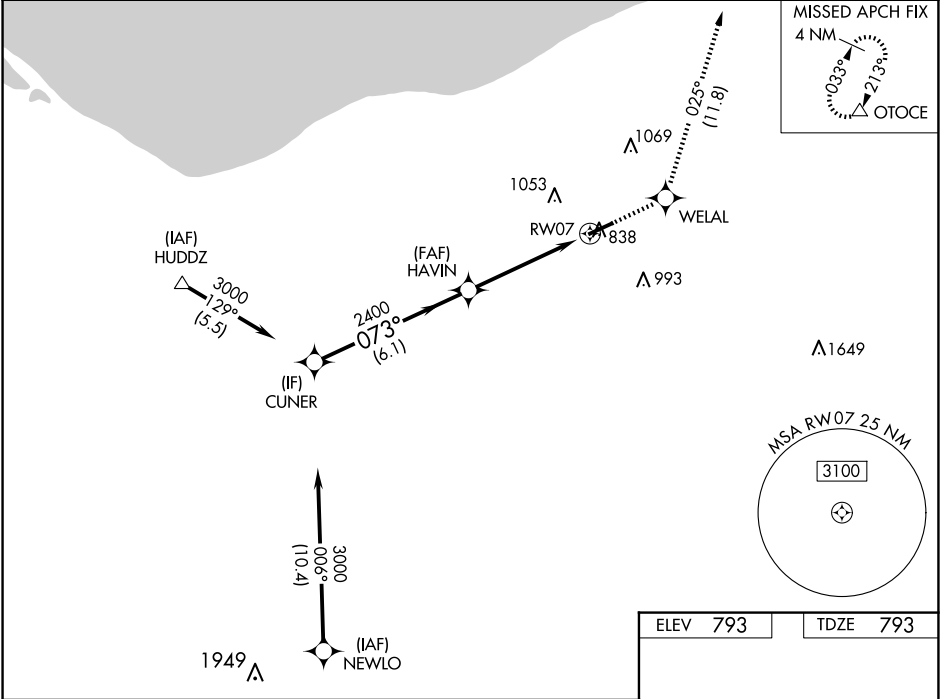 MISSED APCH FIX
4 NM
033°
213°
OTOCE
025°
(11.8)
1069
1053
WELAL
RW07
838
(IAF)
HUDDZ
(FAF)
HAVIN
993
3000
129°
(5.5)
2400
073°
(6.1)
1649
(IF)
CUNER
MSA RW07 25 NM
3100
3000
006°
(10.4)
ELEV 793
TDZE 793
(IAF)
NEWLO
1949